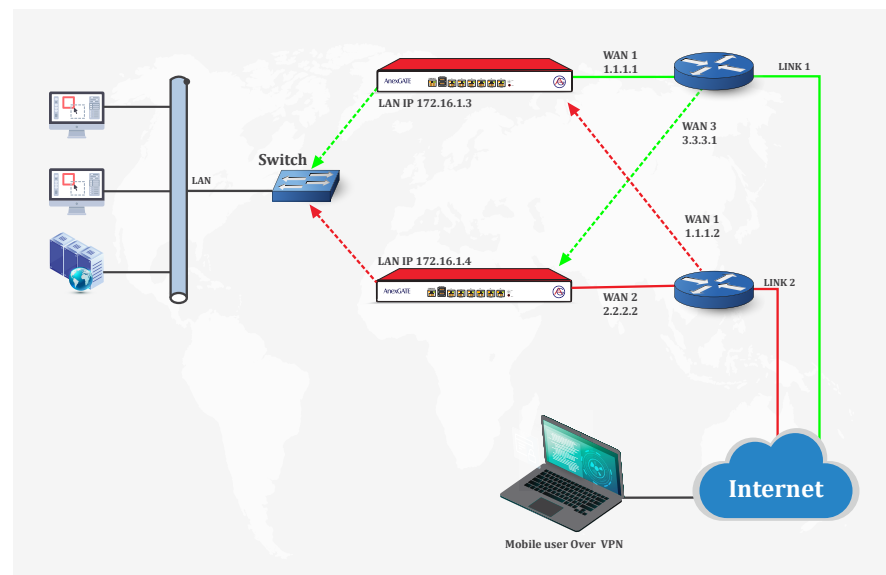 AnexGATE
WAN 1
1.1.1.1
LINK 1
LAN IP 172.16.1.3
WAN 3
3.3.3.1
Switch
LAN
WAN 1
1.1.1.2
LAN IP 172.16.1.4
AnexGATE
WAN 2
2.2.2.2
LINK 2
Internet
Mobile user Over VPN